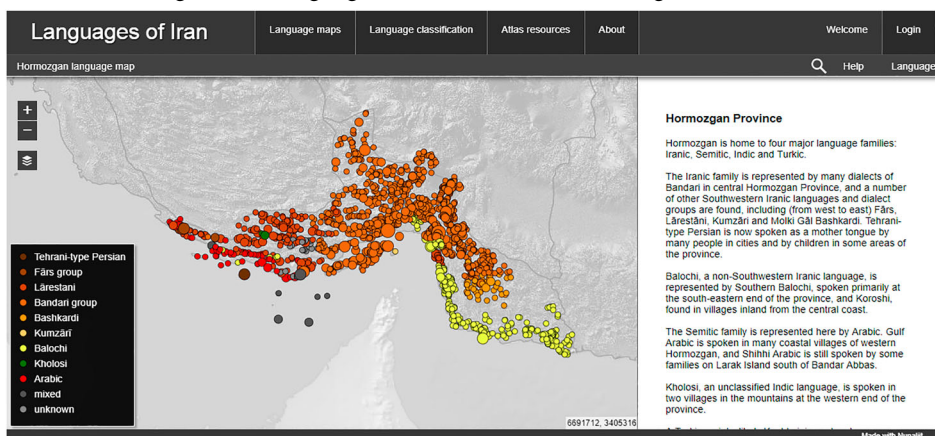 Languages of Iran
Language maps
Language classification
Atlas resources
About
Welcome
Login
Hormozgan language map
Help
Language
+
−
Tehrani-type Persian
Fārs group
Lārestani
Bandari group
Bashkardi
Kumzārī
Balochi
Kholosi
Arabic
mixed
unknown
6691712, 3405316
Hormozgan Province
Hormozgan is home to four major language families:
Iranic, Semitic, Indic and Turkic.
The Iranic family is represented by many dialects of
Bandari in central Hormozgan Province, and a number
of other Southwestern Iranic languages and dialect
groups are found, including (from west to east) Fārs,
Lārestāni, Kumzāri and Molki Gāl Bashkardi. Tehrani-
type Persian is now spoken as a mother tongue by
many people in cities and by children in some areas of
the province.
Balochi, a non-Southwestern Iranic language, is
represented by Southern Balochi, spoken primarily at
the south-eastern end of the province, and Koroshi,
found in villages inland from the central coast.
The Semitic family is represented here by Arabic. Gulf
Arabic is spoken in many coastal villages of western
Hormozgan, and Shihhi Arabic is still spoken by some
families on Larak Island south of Bandar Abbas.
Kholosi, an unclassified Indic language, is spoken in
two villages in the mountains at the western end of the
province.
Made with Nunaliit